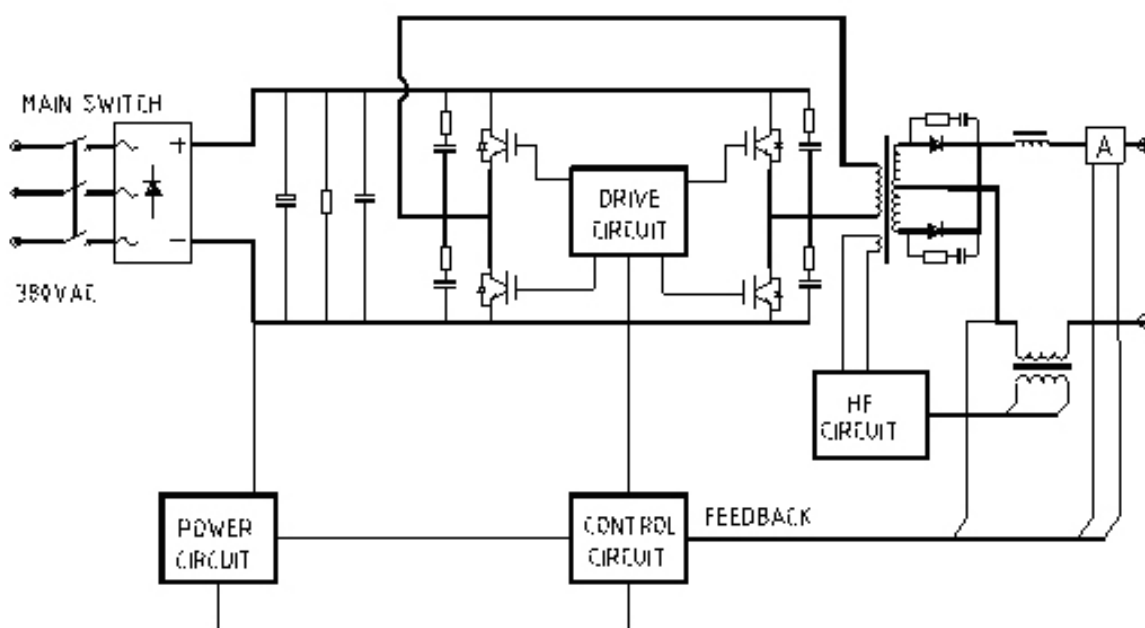 MAIN SWITCH
+
A
DRIVE
CIRCUIT
−
380VAC
HF
CIRCUIT
FEEDBACK
POWER
CIRCUIT
CONTROL
CIRCUIT